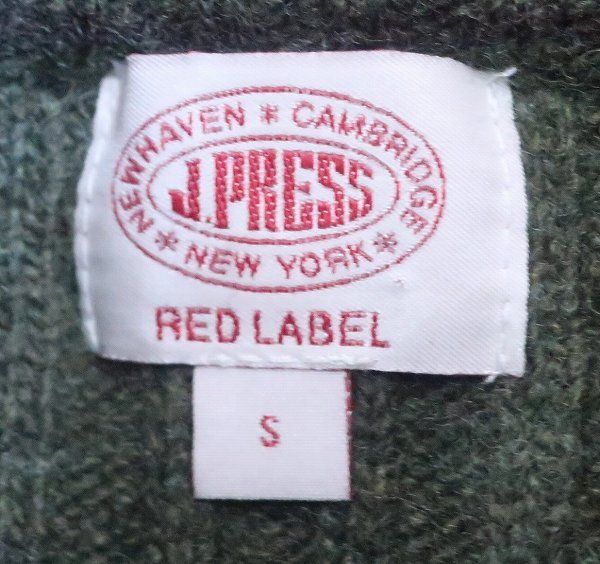 NEWHAVEN * CAMBRIDGE * NEW YORK *
J.PRESS
RED LABEL
S